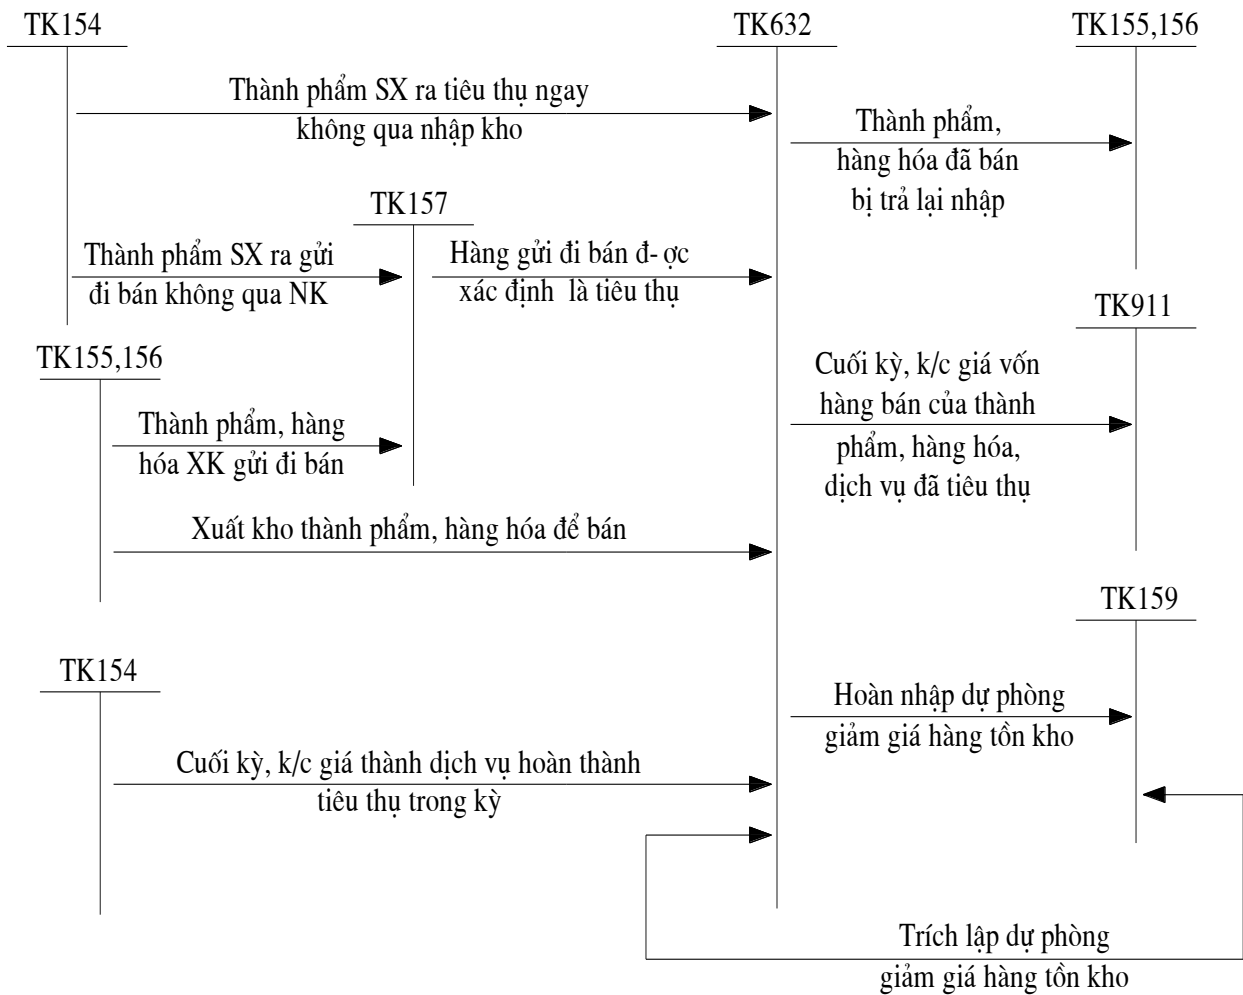 TK154
TK632
TK155,156
Thành phẩm SX ra tiêu thụ ngay
không qua nhập kho
Thành phẩm,
hàng hóa đã bán
bị trả lại nhập
TK157
Thành phẩm SX ra gửi
đi bán không qua NK
Hàng gửi đi bán đ-ợc
xác định là tiêu thụ
TK911
TK155,156
Cuối kỳ, k/c giá vốn
hàng bán của thành
phẩm, hàng hóa,
dịch vụ đã tiêu thụ
Thành phẩm, hàng
hóa XK gửi đi bán
Xuất kho thành phẩm, hàng hóa để bán
TK159
TK154
Hoàn nhập dự phòng
giảm giá hàng tồn kho
Cuối kỳ, k/c giá thành dịch vụ hoàn thành
tiêu thụ trong kỳ
Trích lập dự phòng
giảm giá hàng tồn kho